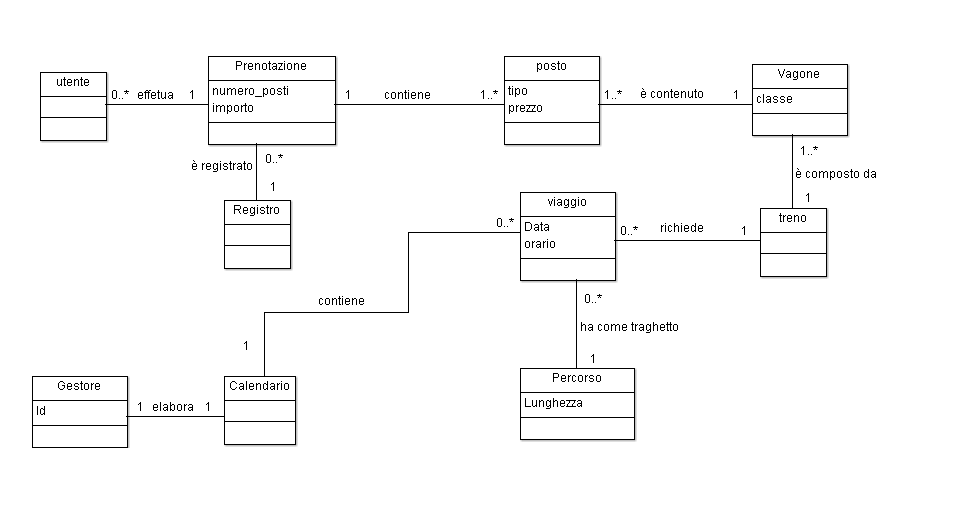 utente
0..* effetua 1
Prenotazione
numero_posti
importo
1 contiene 1..*
posto
tipo
prezzo
1..* è contenuto 1
Vagone
classe
è registrato
0..*
1
Registro
1..*
è composto da
1
treno
viaggio
Data
orario
0..* richiede 1
0..*
contiene
1
0..*
ha come traghetto
1
Percorso
Lunghezza
Gestore
Id
1 elabora 1
Calendario